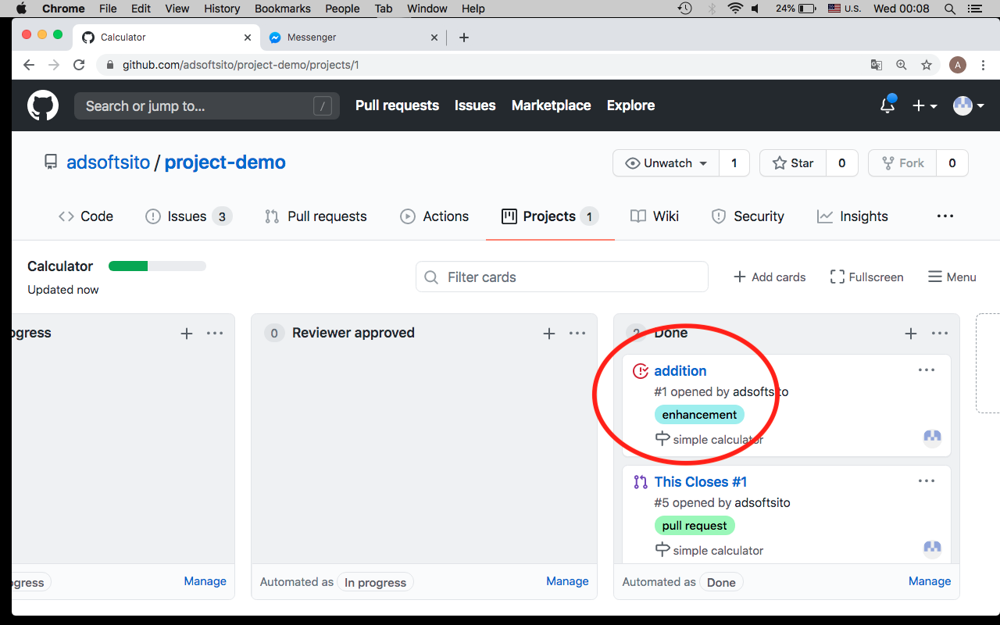 Chrome File Edit View History Bookmarks People Tab Window Help 24% U.S. Wed 00:08
Calculator Messenger
github.com/adsoftsito/project-demo/projects/1 A
Search or jump to... / Pull requests Issues Marketplace Explore
adsoftsito / project-demo Unwatch 1 Star 0 Fork 0
Code Issues 3 Pull requests Actions Projects 1 Wiki Security Insights
Calculator Filter cards Add cards Fullscreen Menu
Updated now
ogress 0 Reviewer approved 2 Done
addition
#1 opened by adsoftsito
enhancement
simple calculator
This Closes #1
#5 opened by adsoftsito
pull request
simple calculator
ogress Manage Automated as In progress Manage Automated as Done Manage